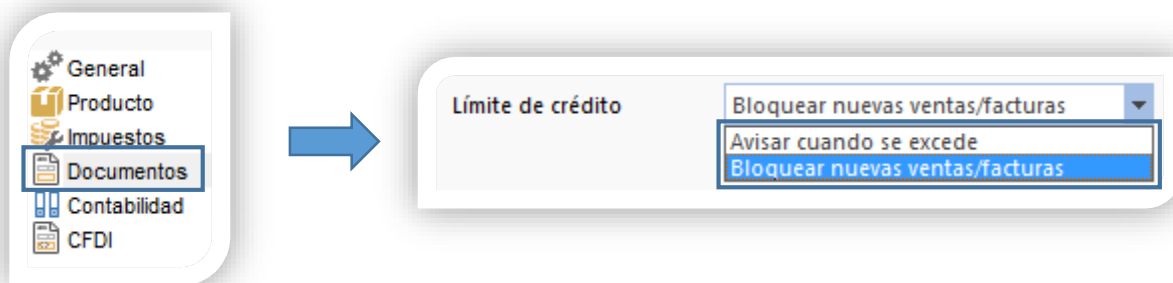 General
Producto
Impuestos
Documentos
Contabilidad
CFDI
Límite de crédito
Bloquear nuevas ventas/facturas
Avisar cuando se excede
Bloquear nuevas ventas/facturas